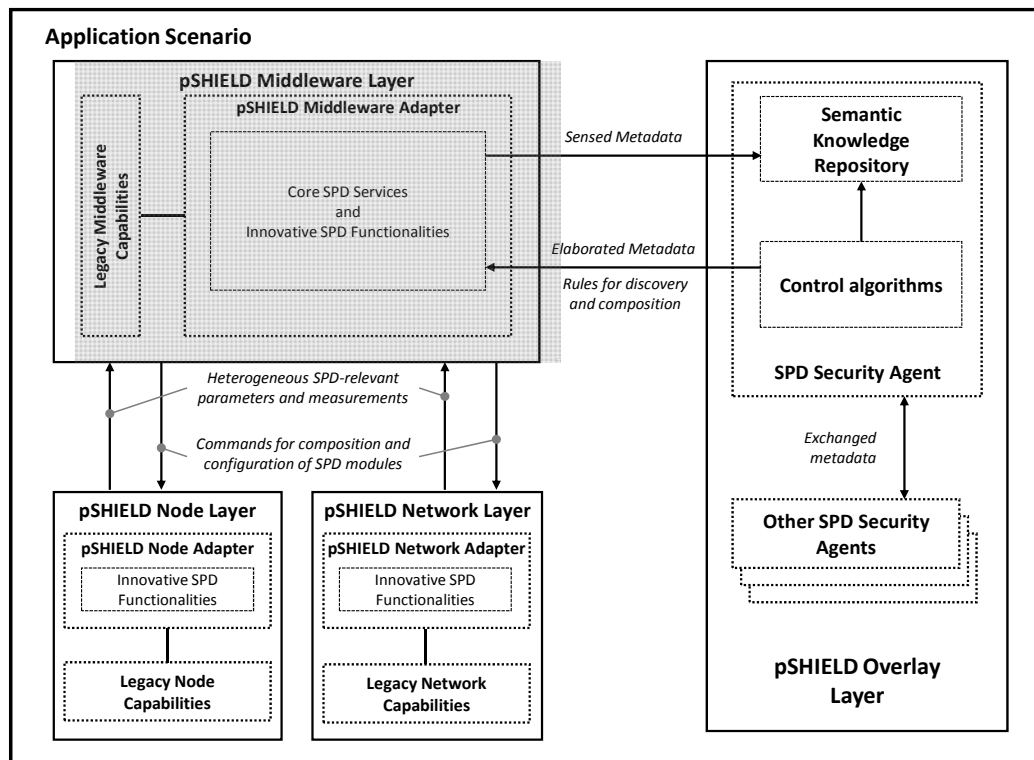 Application Scenario
pSHIELD Middleware Layer
pSHIELD Middleware Adapter
Legacy Middleware
Capabilities
Core SPD Services
and
Innovative SPD Functionalities
Sensed Metadata
Semantic
Knowledge
Repository
Elaborated Metadata
Rules for discovery
and composition
Control algorithms
SPD Security Agent
Heterogeneous SPD-relevant
parameters and measurements
Commands for composition and
configuration of SPD modules
Exchanged
metadata
pSHIELD Node Layer
pSHIELD Node Adapter
Innovative SPD
Functionalities
Legacy Node
Capabilities
pSHIELD Network Layer
pSHIELD Network Adapter
Innovative SPD
Functionalities
Legacy Network
Capabilities
Other SPD Security
Agents
pSHIELD Overlay
Layer